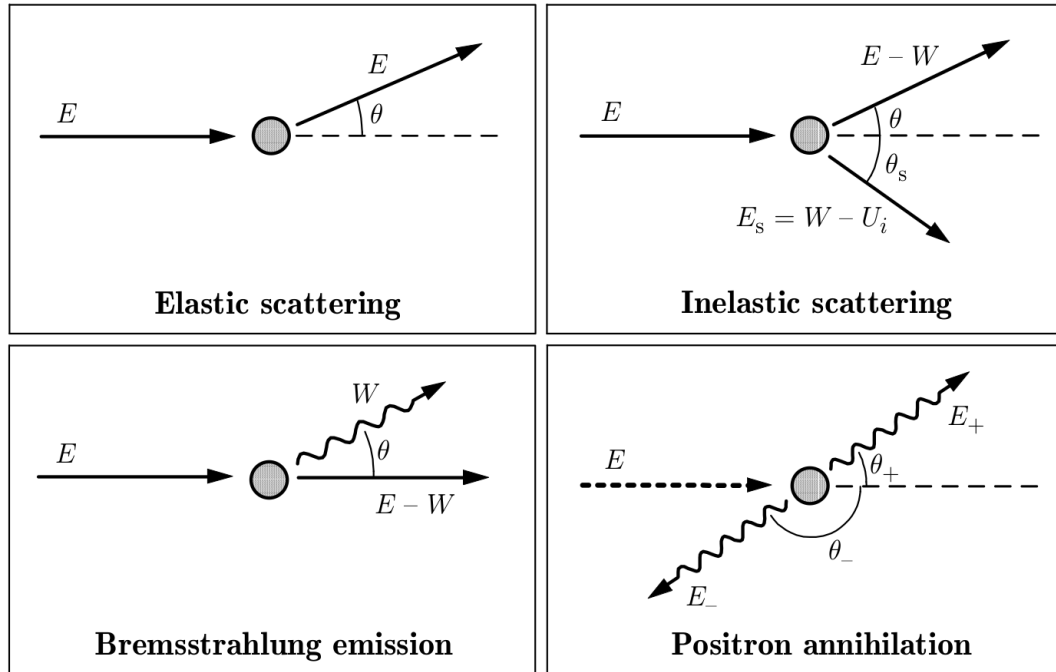 E
E
θ
Elastic scattering
E
E – W
θ
θs
Es = W – Ui
Inelastic scattering
E
W
θ
E – W
Bremsstrahlung emission
E
E+
θ+
θ–
E–
Positron annihilation